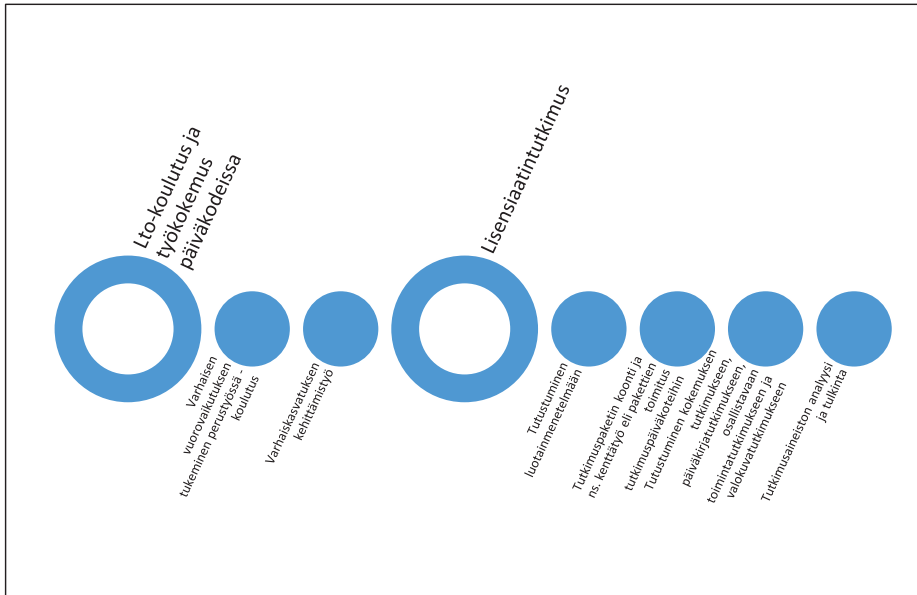 Lto-koulutus ja
työkokemus
päiväkodeissa
Varhaisen
vuorovaikutuksen
tukeminen perustyössä -
koulutus
Varhaiskasvatuksen
kehittämistyö
Lisensiaatintutkimus
Tutustuminen
luotainmenetelmään
Tutkimuspaketin koonti ja
ns. kenttätyö eli pakettien
toimitus
tutkimuspäiväkoteihin
Tutustuminen kokemuksen
tutkimukseen,
päiväkirjatutkimukseen,
osallistavaan
toimintatutkimukseen ja
valokuvatutkimukseen
Tutkimusaineiston analyysi
ja tulkinta